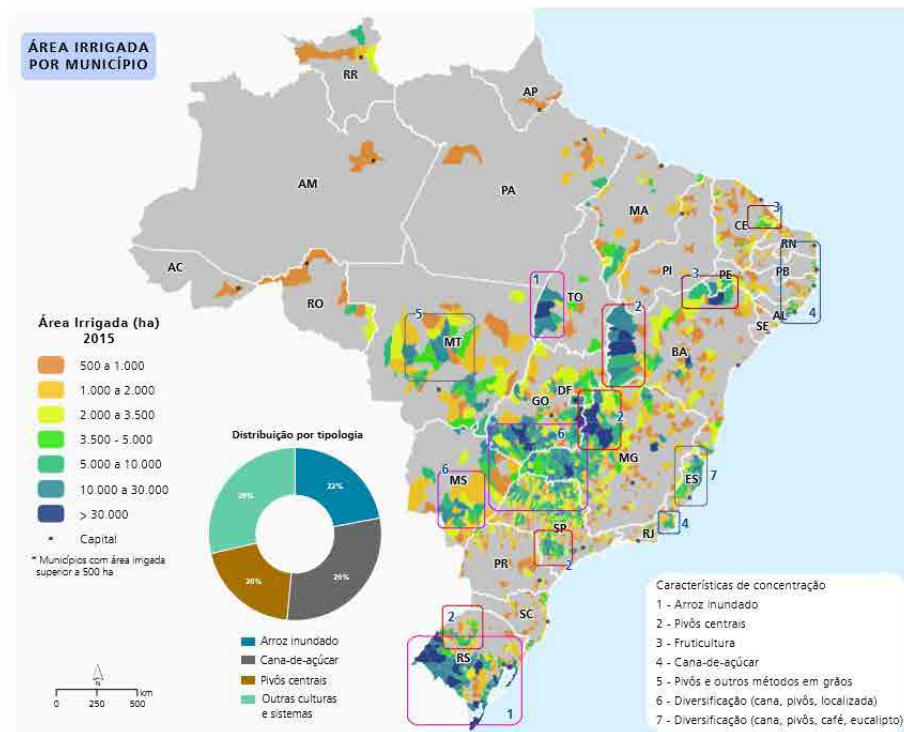 ÁREA IRRIGADA
POR MUNICÍPIO
RR
AP
AM
PA
MA
CE
3
RN
PB
PI
3
PE
AL
4
SE
AC
RO
1
TO
2
BA
5
MT
DF
GO
6
2
MG
ES
7
6
MS
SP
RJ
4
2
PR
SC
2
RS
1
Área Irrigada (ha)
2015
500 a 1.000
1.000 a 2.000
2.000 a 3.500
3.500 - 5.000
5.000 a 10.000
10.000 a 30.000
> 30.000
Capital
* Municípios com área irrigada
superior a 500 ha
Distribuição por tipologia
29%
22%
20%
29%
Arroz inundado
Cana-de-açúcar
Pivôs centrais
Outras culturas
e sistemas
N
0 250 500
km
Características de concentração
1 - Arroz inundado
2 - Pivôs centrais
3 - Fruticultura
4 - Cana-de-açúcar
5 - Pivôs e outros métodos em grãos
6 - Diversificação (cana, pivôs, localizada)
7 - Diversificação (cana, pivôs, café, eucalipto)